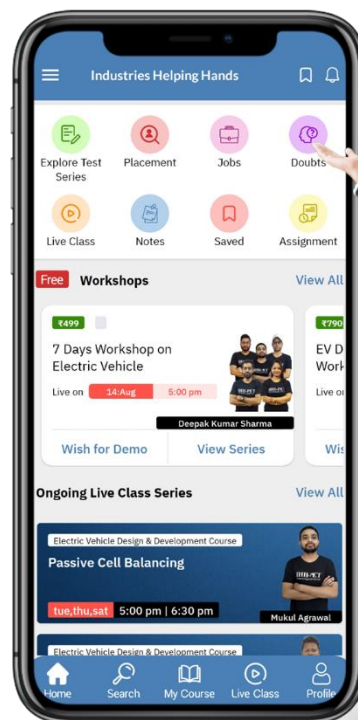 Industries Helping Hands
Explore Test
Series
Placement
Jobs
Doubts
Live Class
Notes
Saved
Assignment
Free Workshops
View All
₹499
7 Days Workshop on
Electric Vehicle
Live on 14:Aug 5:00 pm
Deepak Kumar Sharma
Wish for Demo
View Series
₹790
EV D
Work
Live on
Wis
Ongoing Live Class Series
View All
Electric Vehicle Design & Development Course
Passive Cell Balancing
tue,thu,sat 5:00 pm | 6:30 pm
Mukul Agrawal
Electric Vehicle Design & Development Course
Home
Search
My Course
Live Class
Profile